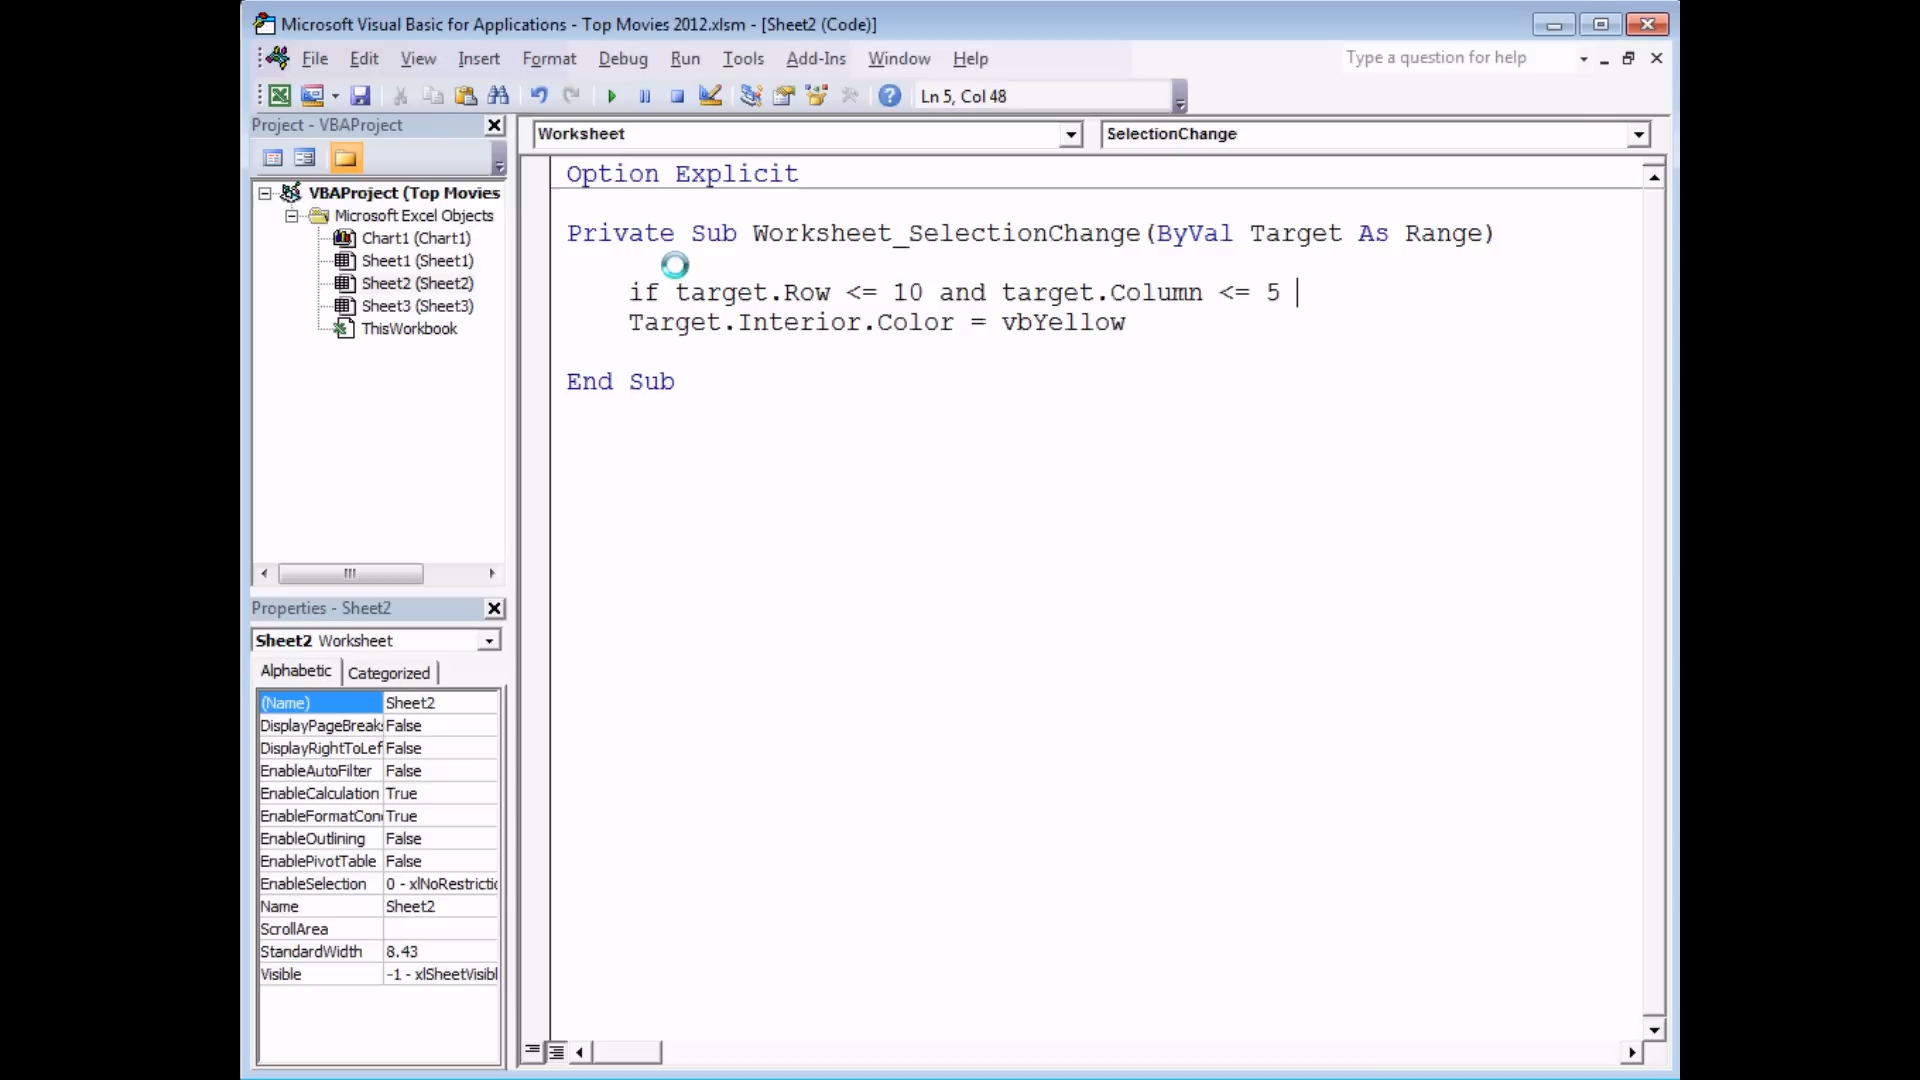 Microsoft Visual Basic for Applications - Top Movies 2012.xlsm - [Sheet2 (Code)]
File Edit View Insert Format Debug Run Tools Add-Ins Window Help
Type a question for help
Ln 5, Col 48
Project - VBAProject
VBAProject (Top Movies
Microsoft Excel Objects
Chart1 (Chart1)
Sheet1 (Sheet1)
Sheet2 (Sheet2)
Sheet3 (Sheet3)
ThisWorkbook
Properties - Sheet2
Sheet2 Worksheet
Alphabetic Categorized
(Name) Sheet2
DisplayPageBreak False
DisplayRightToLef False
EnableAutoFilter False
EnableCalculation True
EnableFormatCon True
EnableOutlining False
EnablePivotTable False
EnableSelection 0 - xlNoRestrictio
Name Sheet2
ScrollArea
StandardWidth 8.43
Visible -1 - xlSheetVisibl
Worksheet
SelectionChange
Option Explicit
Private Sub Worksheet_SelectionChange(ByVal Target As Range)
if target.Row <= 10 and target.Column <= 5
Target.Interior.Color = vbYellow
End Sub